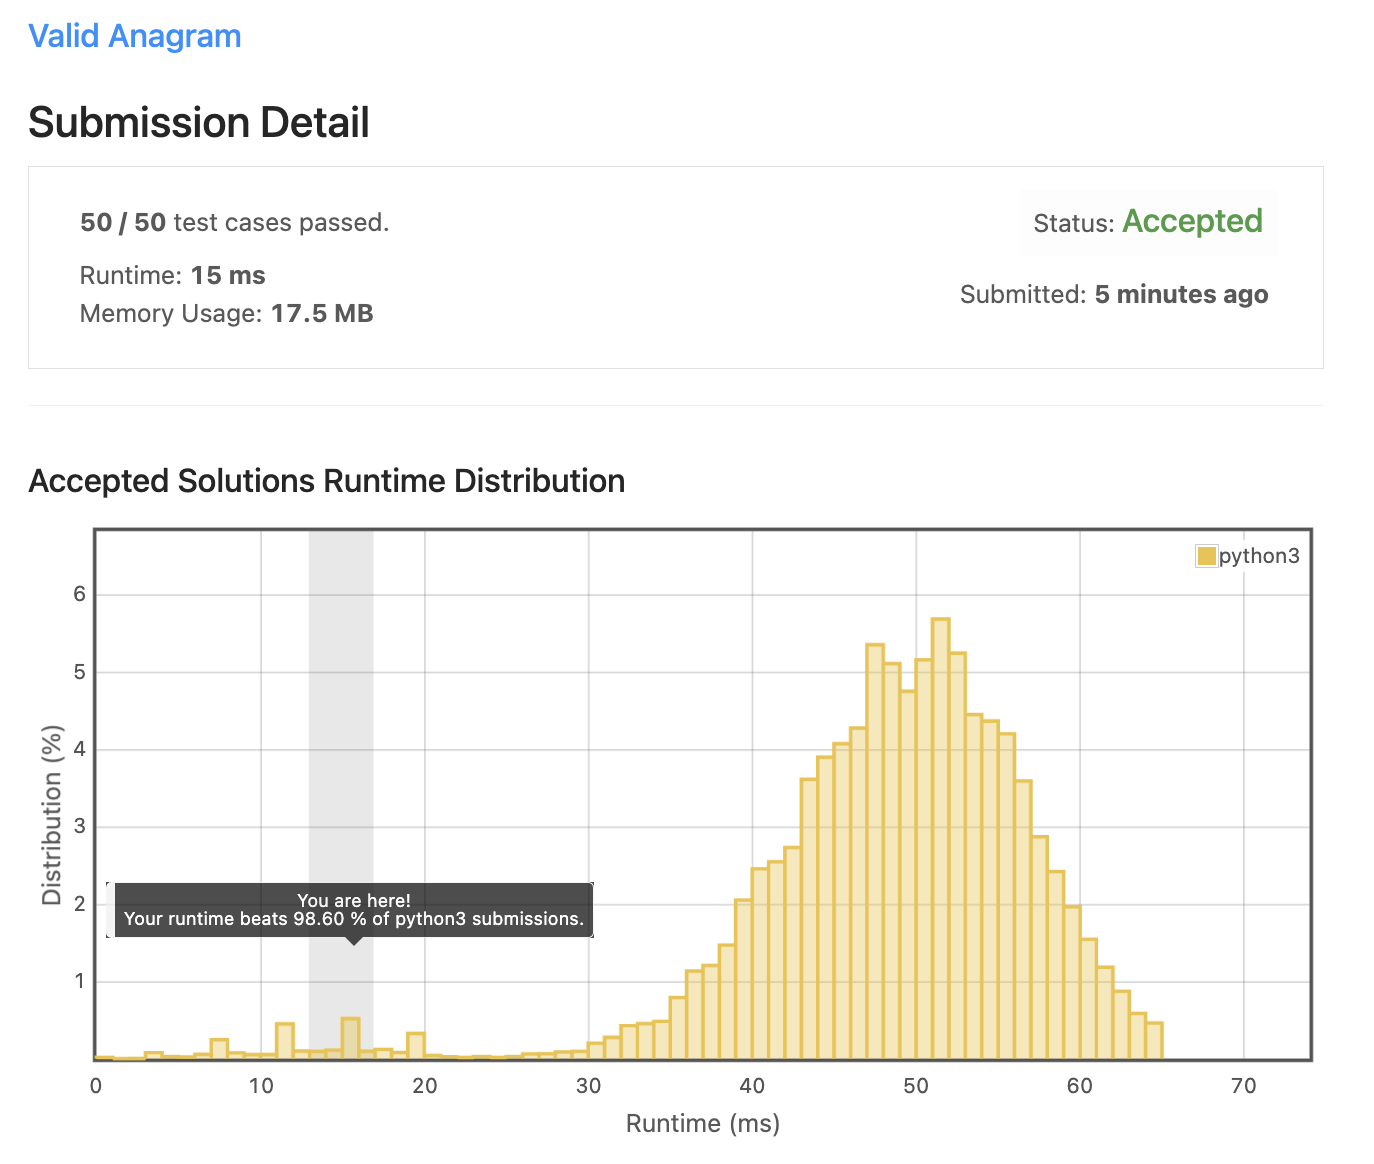 Valid Anagram
Submission Detail
50 / 50 test cases passed.
Status: Accepted
Runtime: 15 ms
Submitted: 5 minutes ago
Memory Usage: 17.5 MB
Accepted Solutions Runtime Distribution
python3
6
5
4
3
2
1
Distribution (%)
You are here!
Your runtime beats 98.60 % of python3 submissions.
0 10 20 30 40 50 60 70
Runtime (ms)